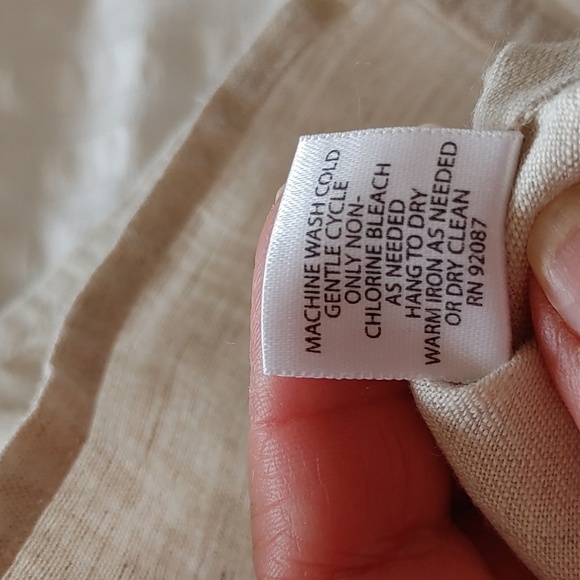 MACHINE WASH COLD
GENTLE CYCLE
ONLY NON-
CHLORINE BLEACH
AS NEEDED
HANG TO DRY
WARM IRON AS NEEDED
OR DRY CLEAN
RN 92087